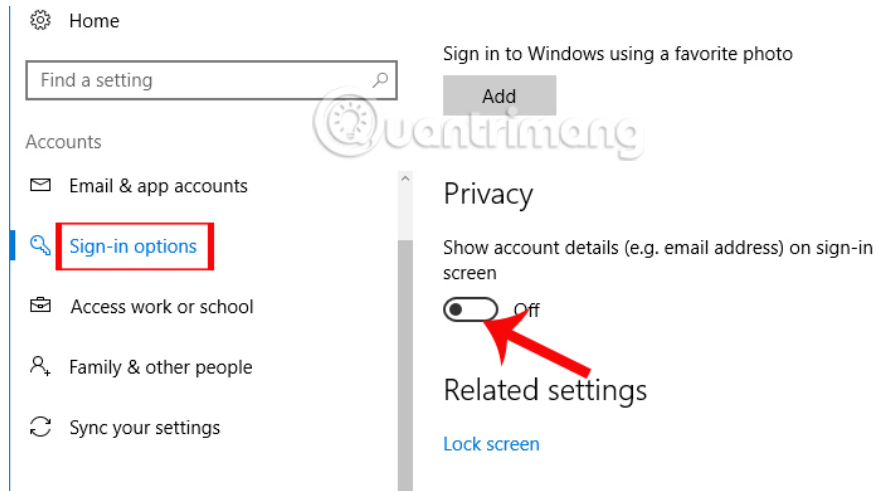 Home
Find a setting
Accounts
Email & app accounts
Sign-in options
Access work or school
Family & other people
Sync your settings
Sign in to Windows using a favorite photo
Add
Quantrimang
Privacy
Show account details (e.g. email address) on sign-in
screen
Off
Related settings
Lock screen